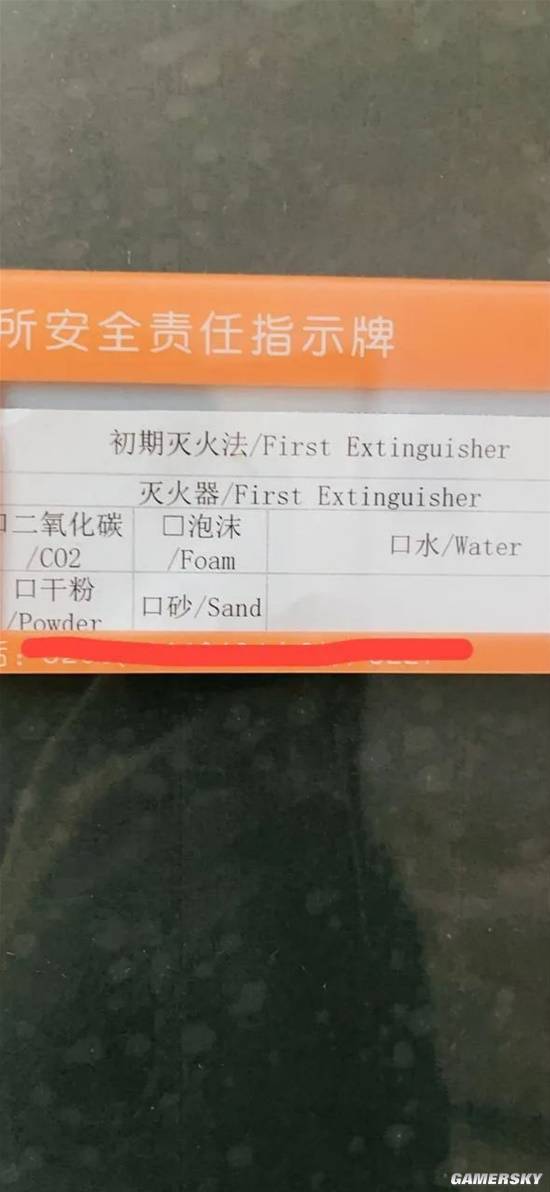 所安全责任指示牌
初期灭火法/First Extinguisher
灭火器/First Extinguisher
口二氧化碳
/CO2
口泡沫
/Foam
口水/Water
口干粉
/Powder
口砂/Sand
GAMERSKY